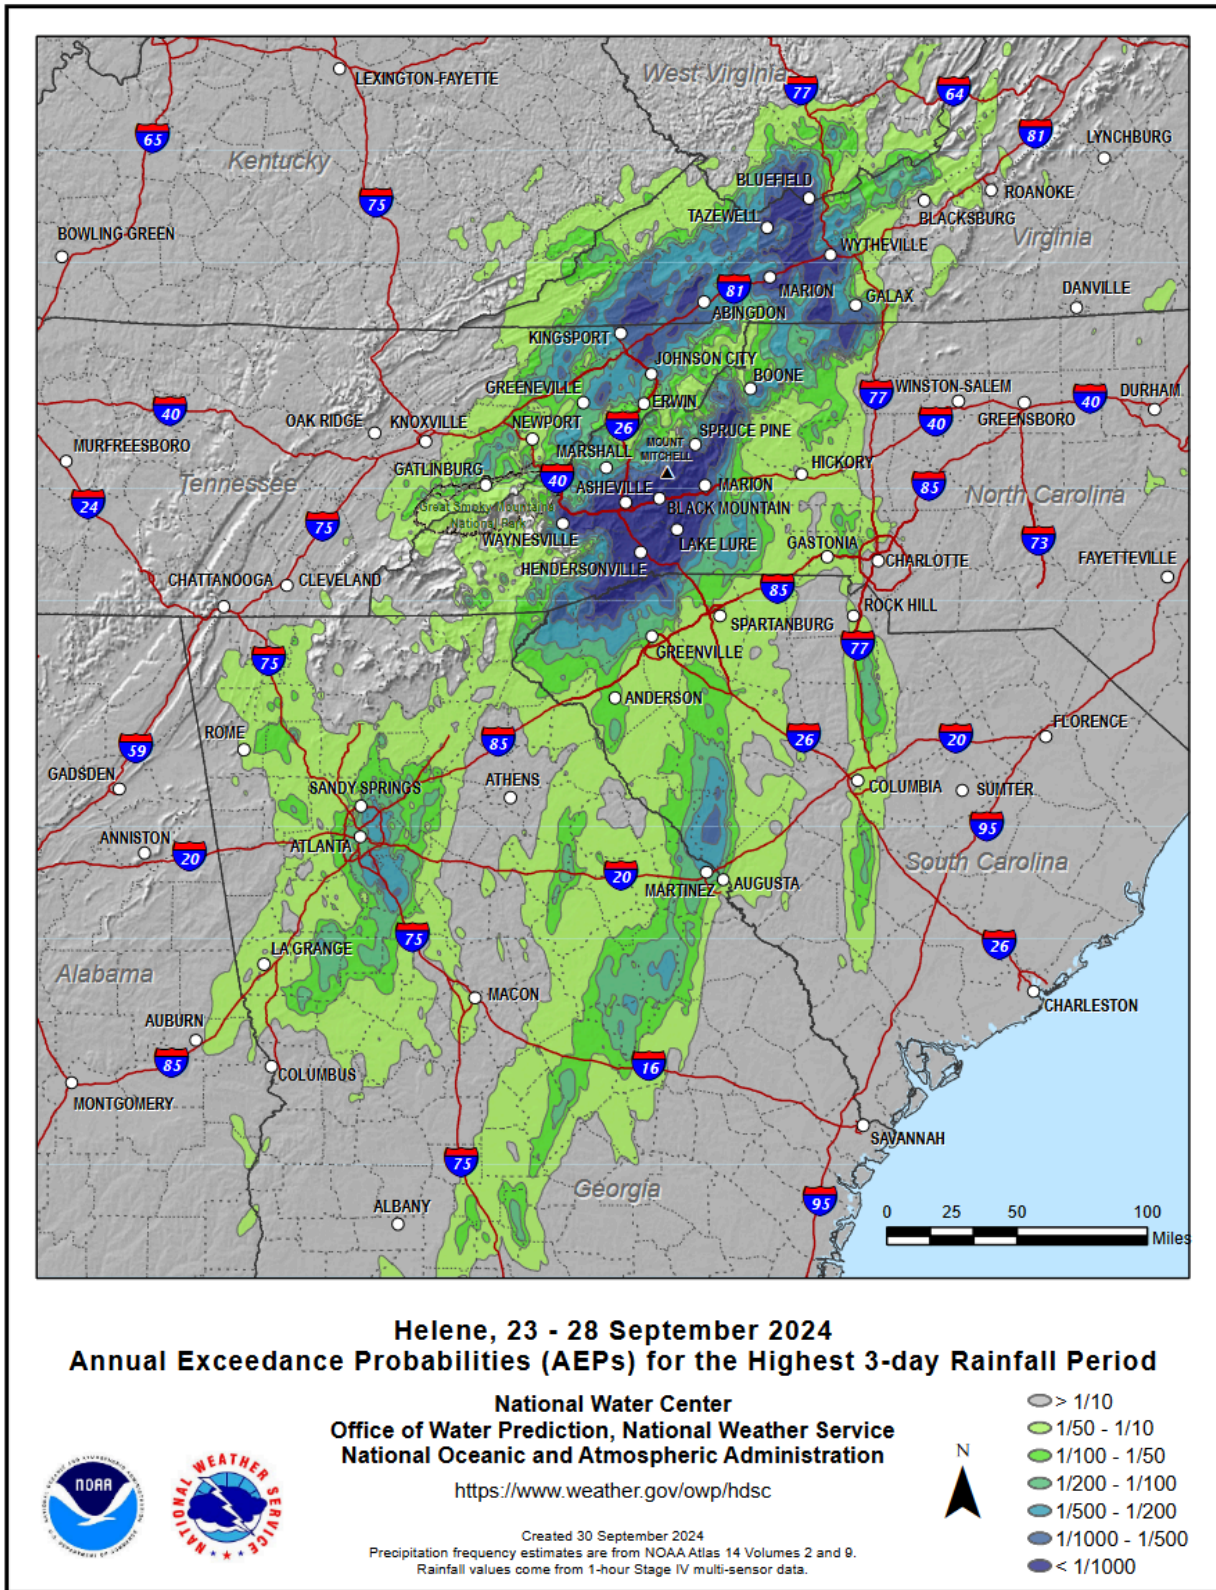 West Virginia
77
64
LEXINGTON-FAYETTE
65
81
LYNCHBURG
Kentucky
BLUEFIELD
ROANOKE
75
TAZEWELL
BLACKSBURG
BOWLING GREEN
WYTHEVILLE
Virginia
81
MARION
GALAX
DANVILLE
ABINGDON
KINGSPORT
JOHNSON CITY
BOONE
GREENEVILLE
77
WINSTON-SALEM
DURHAM
40
ERWIN
40
GREENSBORO
40
OAK RIDGE
KNOXVILLE
NEWPORT
26
SPRUCE PINE
MURFREESBORO
MOUNT
MITCHELL
MARSHALL
HICKORY
GATLINBURG
40
ASHEVILLE
MARION
85
Tennessee
North Carolina
24
BLACK MOUNTAIN
Great Smoky Mountains
National Park
75
WAYNESVILLE
LAKE LURE
GASTONIA
73
CHARLOTTE
FAYETTEVILLE
HENDERSONVILLE
CHATTANOOGA
CLEVELAND
85
ROCK HILL
SPARTANBURG
77
GREENVILLE
75
ANDERSON
ROME
59
85
26
20
FLORENCE
GADSDEN
SANDY SPRINGS
ATHENS
COLUMBIA
SUMTER
ANNISTON
20
ATLANTA
95
20
MARTINEZ
AUGUSTA
South Carolina
LA GRANGE
75
26
Alabama
MACON
CHARLESTON
AUBURN
85
COLUMBUS
16
MONTGOMERY
SAVANNAH
75
Georgia
95
ALBANY
0 25 50 100
Miles
Helene, 23 - 28 September 2024
Annual Exceedance Probabilities (AEPs) for the Highest 3-day Rainfall Period
National Water Center
Office of Water Prediction, National Weather Service
National Oceanic and Atmospheric Administration
https://www.weather.gov/owp/hdsc
Created 30 September 2024
Precipitation frequency estimates are from NOAA Atlas 14 Volumes 2 and 9.
Rainfall values come from 1-hour Stage IV multi-sensor data.
NOAA
NATIONAL WEATHER SERVICE
N
> 1/10
1/50 - 1/10
1/100 - 1/50
1/200 - 1/100
1/500 - 1/200
1/1000 - 1/500
< 1/1000